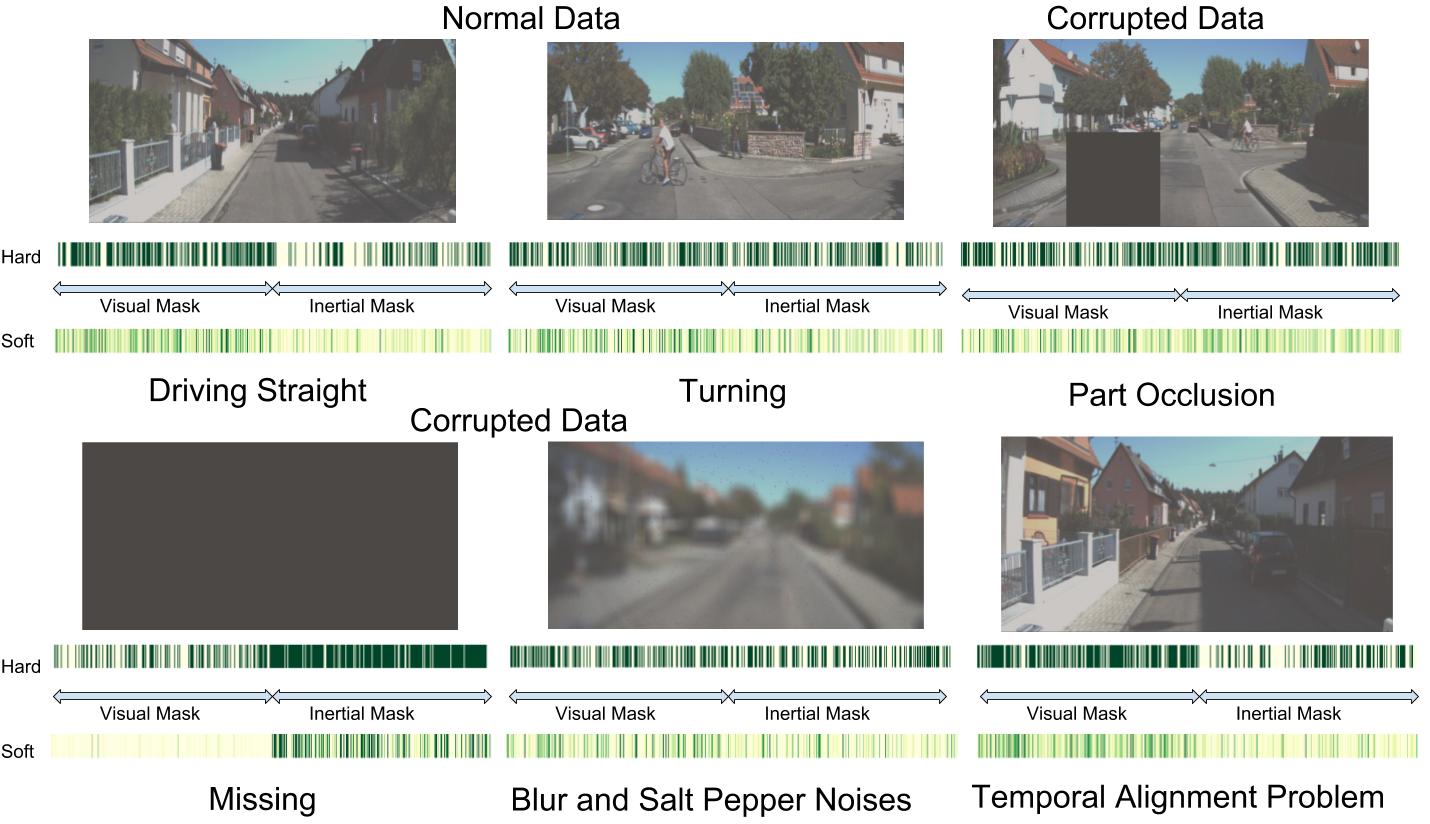 Normal Data
Corrupted Data
Hard
Visual Mask
Inertial Mask
Visual Mask
Inertial Mask
Visual Mask
Inertial Mask
Soft
Driving Straight
Turning
Part Occlusion
Corrupted Data
Hard
Visual Mask
Inertial Mask
Visual Mask
Inertial Mask
Visual Mask
Inertial Mask
Soft
Missing
Blur and Salt Pepper Noises
Temporal Alignment Problem